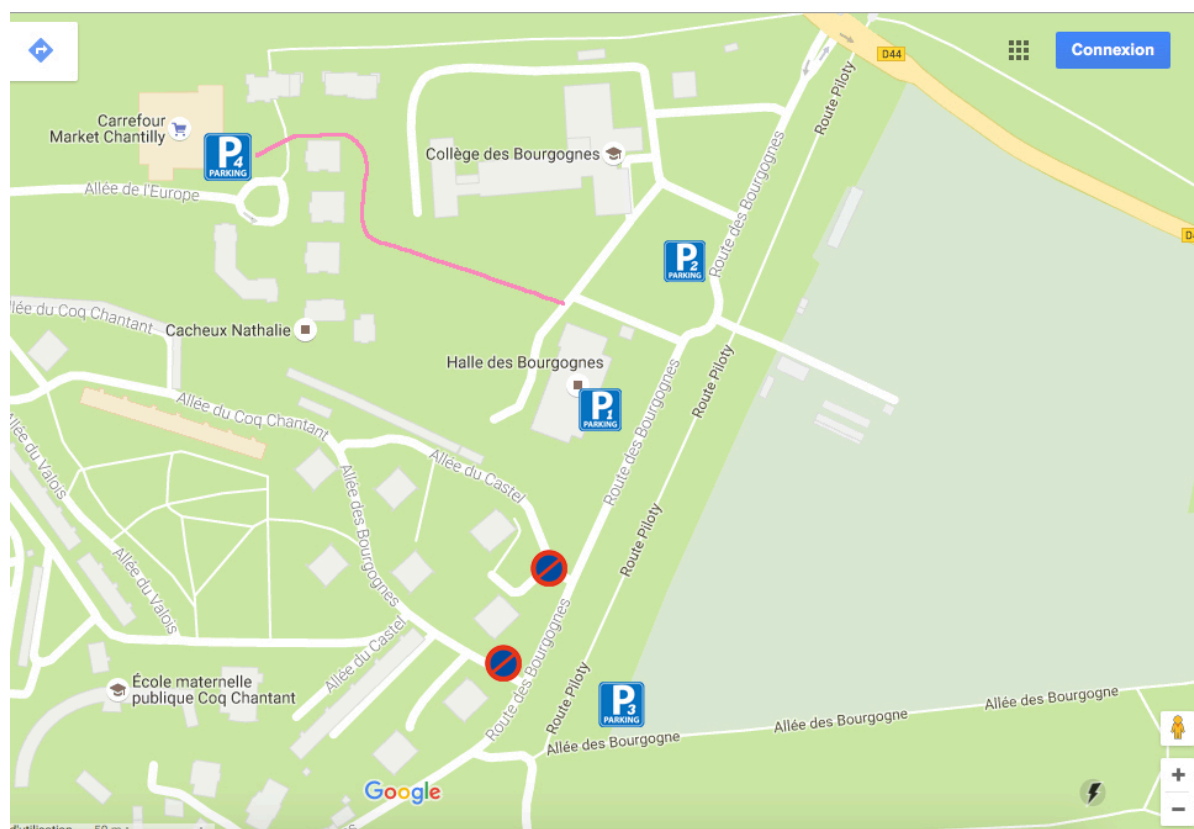 D44
Connexion
Route Piloty
Carrefour
Market Chantilly
P4
PARKING
Collège des Bourgognes
Allée de l'Europe
Route des Bourgognes
P2
PARKING
Allée du Coq Chantant
Cacheux Nathalie
Halle des Bourgognes
Route Piloty
P1
PARKING
Allée du Coq Chantant
Route des Bourgognes
Allée du Valois
Allée du Castel
Allée des Bourgognes
Route Piloty
Allée du Valois
Route des Bourgognes
Allée du Castel
École maternelle
publique Coq Chantant
Route Piloty
P3
PARKING
Allée des Bourgogne
Allée des Bourgogne
Allée des Bourgogne
Google
+
−
d'utilisation
50 m